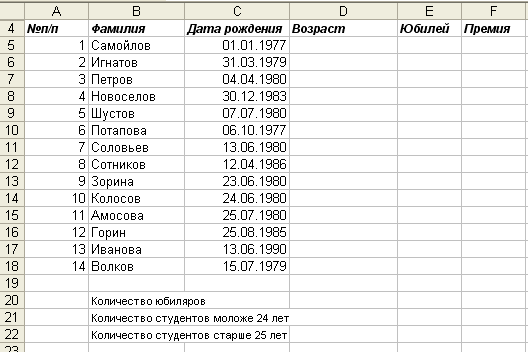 A B C D E F
4 №п/п Фамилия Дата рождения Возраст Юбилей Премия
5 1 Самойлов 01.01.1977
6 2 Игнатов 31.03.1979
7 3 Петров 04.04.1980
8 4 Новоселов 30.12.1983
9 5 Шустов 07.07.1980
10 6 Потапова 06.10.1977
11 7 Соловьев 13.06.1980
12 8 Сотников 12.04.1986
13 9 Зорина 23.06.1980
14 10 Колосов 24.06.1980
15 11 Амосова 25.07.1980
16 12 Горин 25.08.1985
17 13 Иванова 13.06.1990
18 14 Волков 15.07.1979
19
20 Количество юбиляров
21 Количество студентов моложе 24 лет
22 Количество студентов старше 25 лет
23